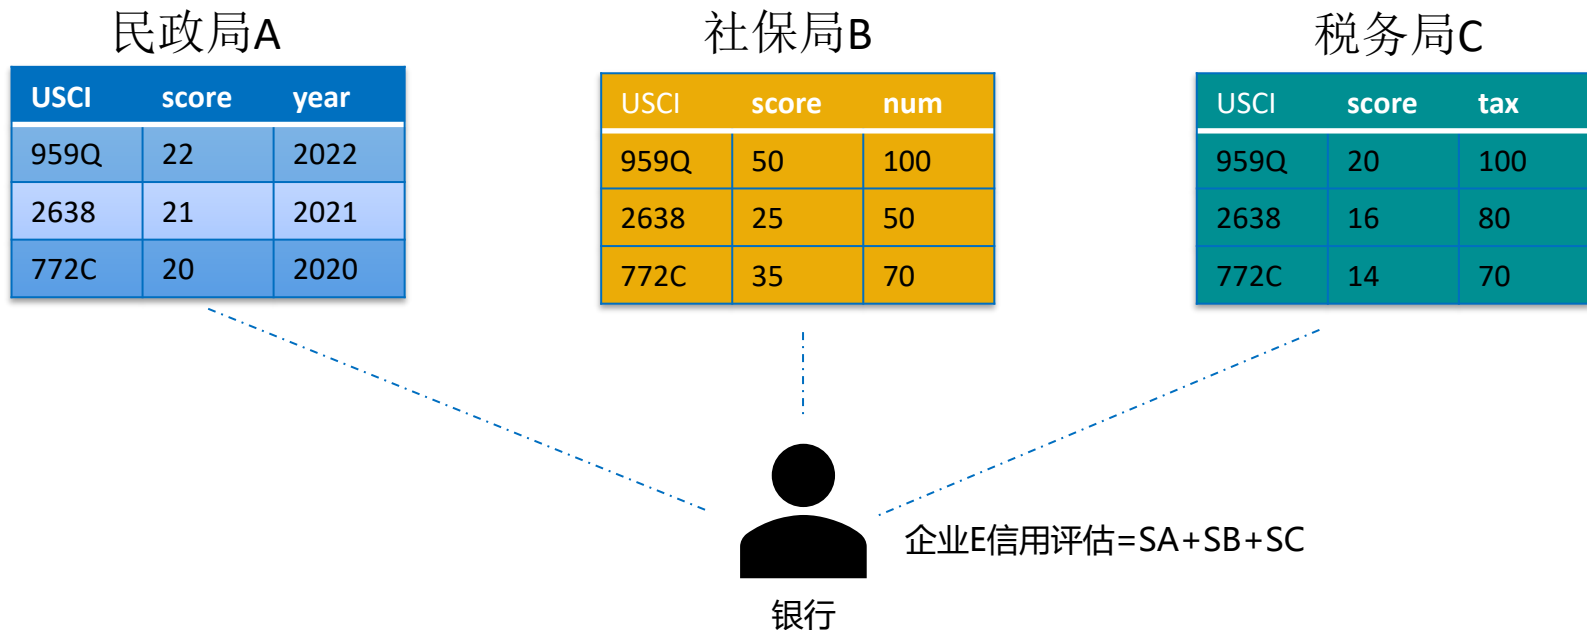 民政局A
USCI score year
959Q 22 2022
2638 21 2021
772C 20 2020
社保局B
USCI score num
959Q 50 100
2638 25 50
772C 35 70
税务局C
USCI score tax
959Q 20 100
2638 16 80
772C 14 70
企业E信用评估=SA+SB+SC
银行